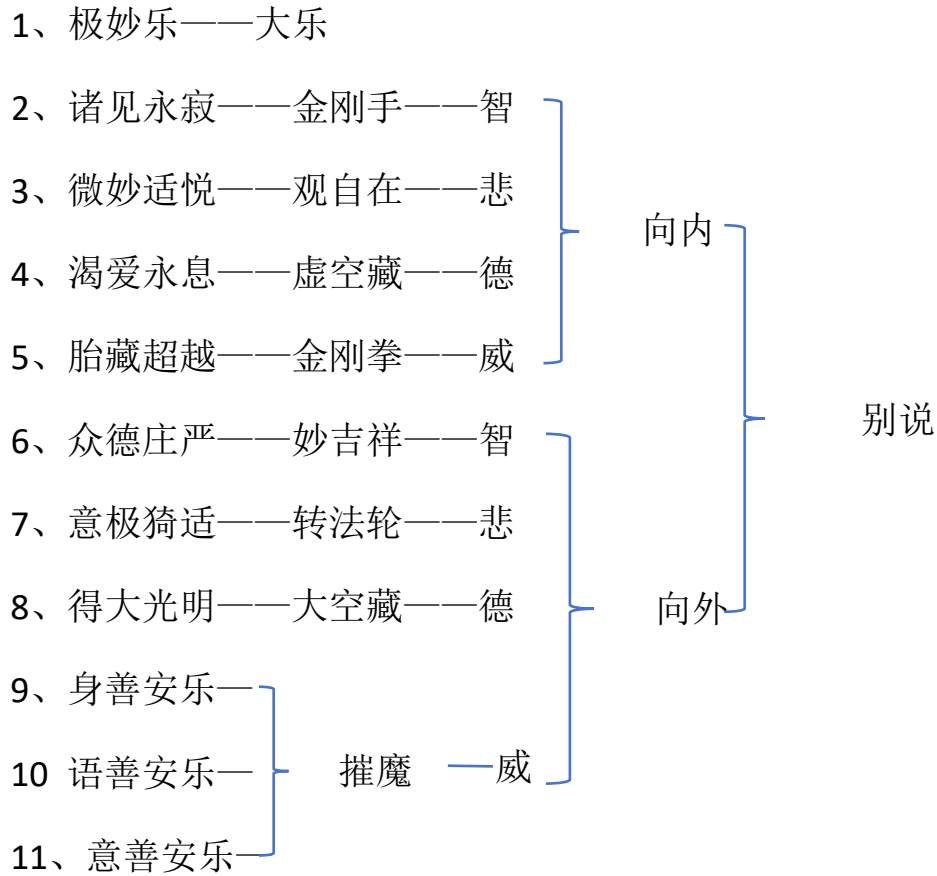 1、极妙乐——大乐
2、诸见永寂——金刚手——智
3、微妙适悦——观自在——悲
向内
4、渴爱永息——虚空藏——德
5、胎藏超越——金刚拳——威
别说
6、众德庄严——妙吉祥——智
7、意极猗适——转法轮——悲
8、得大光明——大空藏——德
向外
9、身善安乐—
10 语善安乐—
摧魔 —威
11、意善安乐—